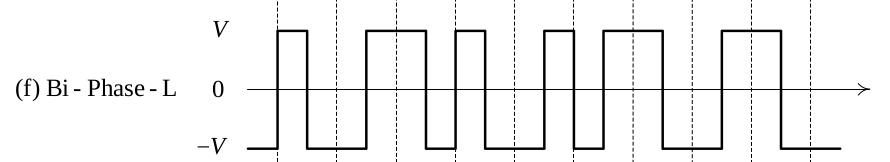 V
(f) Bi - Phase - L 0
−V